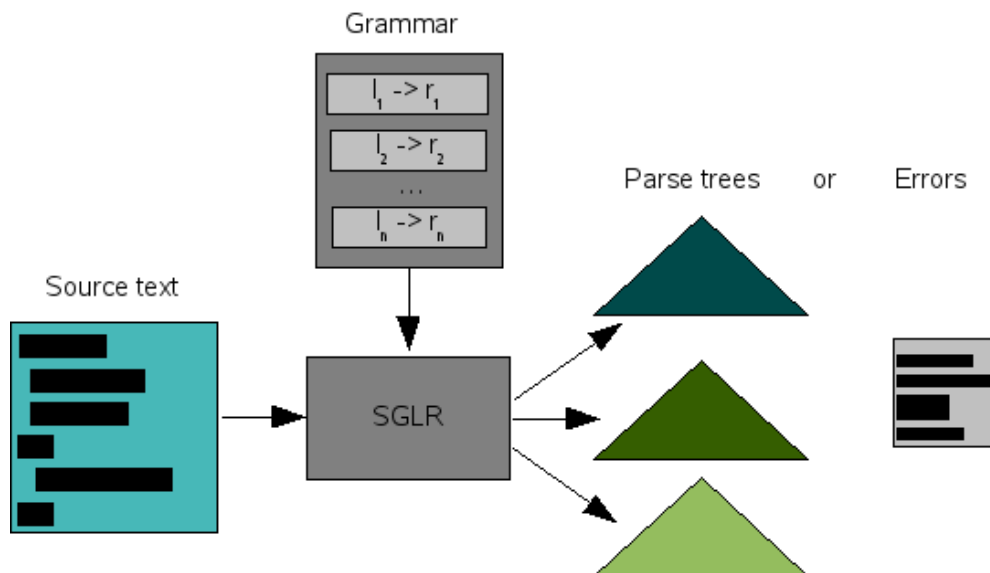 Grammar
l1 -> r1
l2 -> r2
...
ln -> rn
Parse trees or Errors
Source text
SGLR